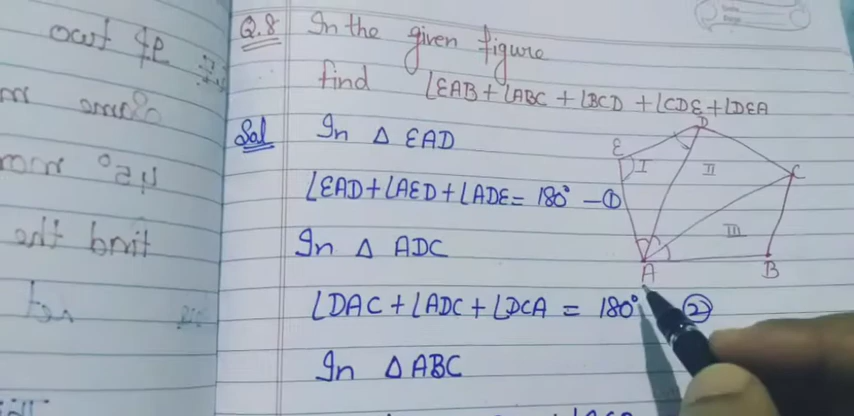 Q.8 In the given figure
find ∠EAB + ∠ABC + ∠BCD + ∠CDE + ∠DEA
Sol In △ EAD
∠EAD + ∠AED + ∠ADE = 180° — ①
In △ ADC
∠DAC + ∠ADC + ∠DCA = 180° ②
In △ ABC
E
D
C
I
II
III
A
B